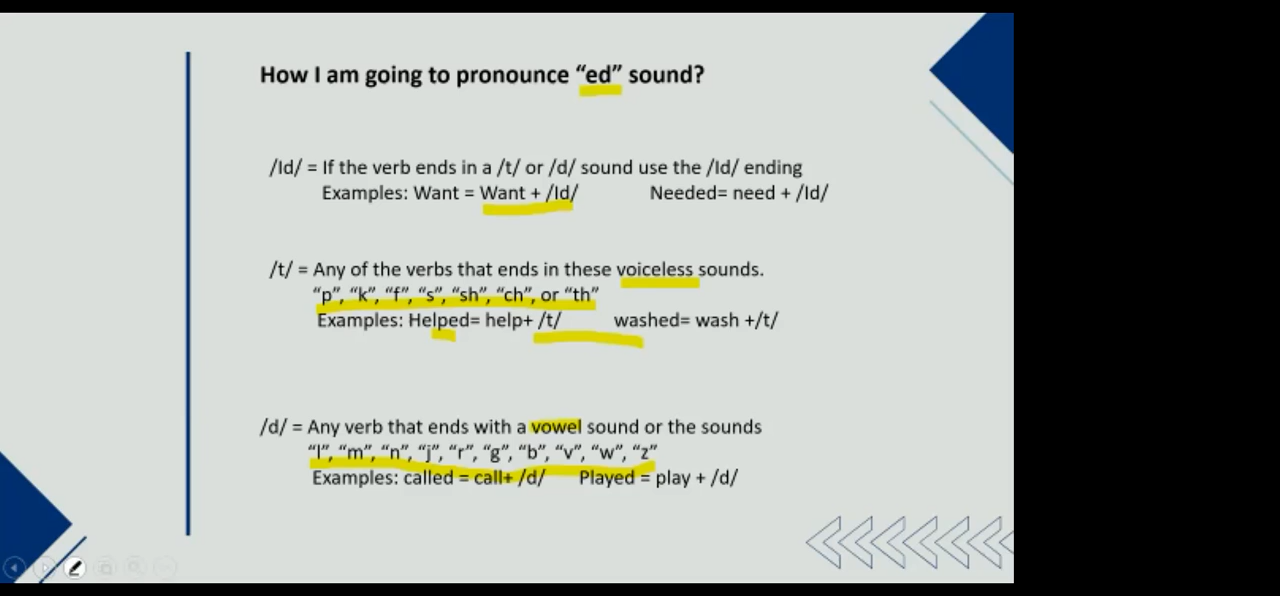 How I am going to pronounce “ed” sound?
/Id/ = If the verb ends in a /t/ or /d/ sound use the /Id/ ending
Examples: Want = Want + /Id/ Needed= need + /Id/
/t/ = Any of the verbs that ends in these voiceless sounds.
“p”, “k”, “f”, “s”, “sh”, “ch”, or “th”
Examples: Helped= help+ /t/ washed= wash +/t/
/d/ = Any verb that ends with a vowel sound or the sounds
“l”, “m”, “n”, “j”, “r”, “g”, “b”, “v”, “w”, “z”
Examples: called = call+ /d/ Played = play + /d/